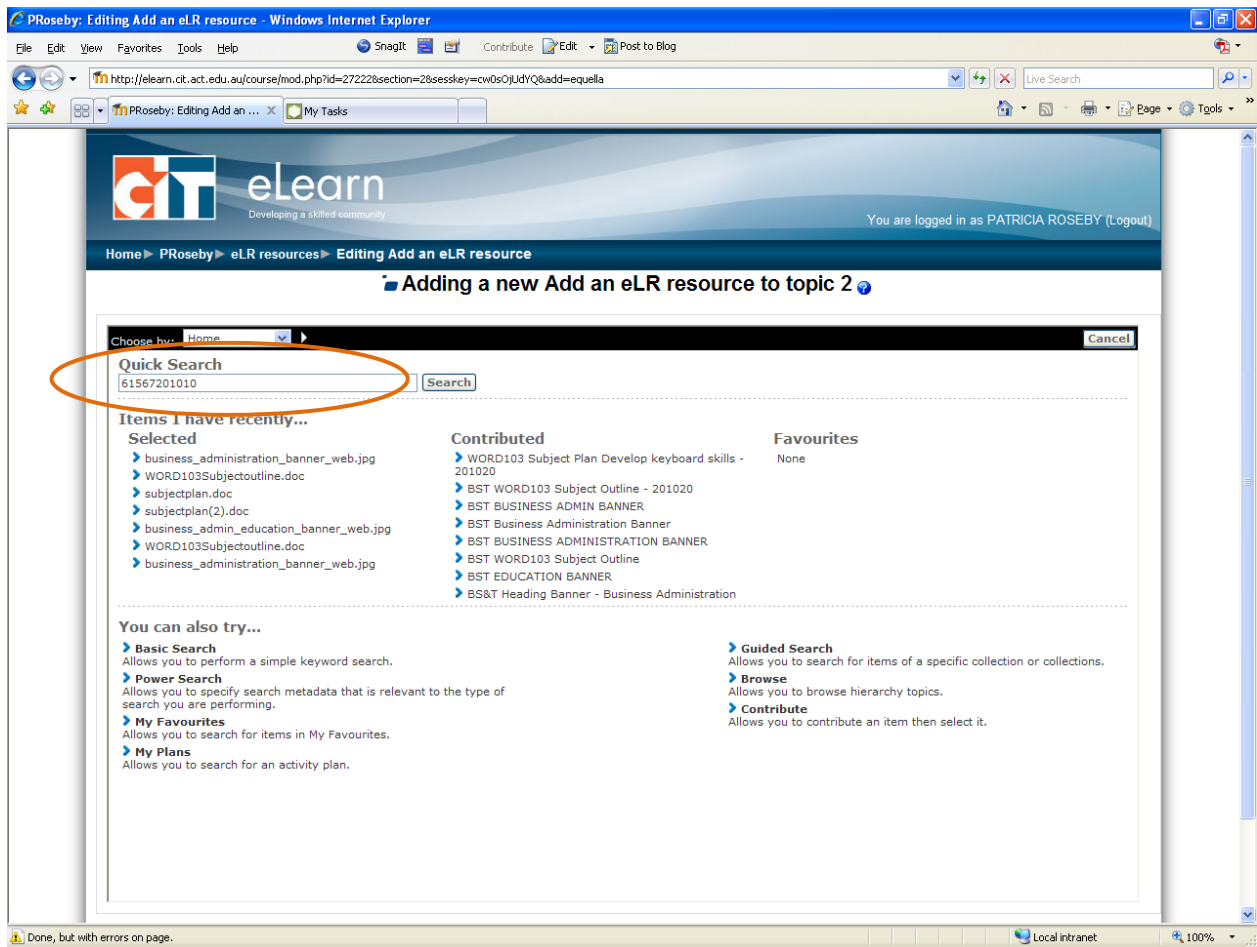 PRoseby: Editing Add an eLR resource - Windows Internet Explorer
File Edit View Favorites Tools Help SnagIt Contribute Edit Post to Blog
http://elearn.cit.act.edu.au/course/mod.php?id=27222&section=2&sesskey=cw0sOjUdYQ&add=equella Live Search
PRoseby: Editing Add an ... My Tasks Page Tools
CIT eLearn
Developing a skilled community
You are logged in as PATRICIA ROSEBY (Logout)
Home PRoseby eLR resources Editing Add an eLR resource
Adding a new Add an eLR resource to topic 2
Choose by: Home Cancel
Quick Search
61567201010 Search
Items I have recently...
Selected
business_administration_banner_web.jpg
WORD103Subjectoutline.doc
subjectplan.doc
subjectplan(2).doc
business_admin_education_banner_web.jpg
WORD103Subjectoutline.doc
business_administration_banner_web.jpg
Contributed
WORD103 Subject Plan Develop keyboard skills -
201020
BST WORD103 Subject Outline - 201020
BST BUSINESS ADMIN BANNER
BST Business Administration Banner
BST BUSINESS ADMINISTRATION BANNER
BST WORD103 Subject Outline
BST EDUCATION BANNER
BS&T Heading Banner - Business Administration
Favourites
None
You can also try...
Basic Search
Allows you to perform a simple keyword search.
Power Search
Allows you to specify search metadata that is relevant to the type of
search you are performing.
My Favourites
Allows you to search for items in My Favourites.
My Plans
Allows you to search for an activity plan.
Guided Search
Allows you to search for items of a specific collection or collections.
Browse
Allows you to browse hierarchy topics.
Contribute
Allows you to contribute an item then select it.
Done, but with errors on page. Local intranet 100%